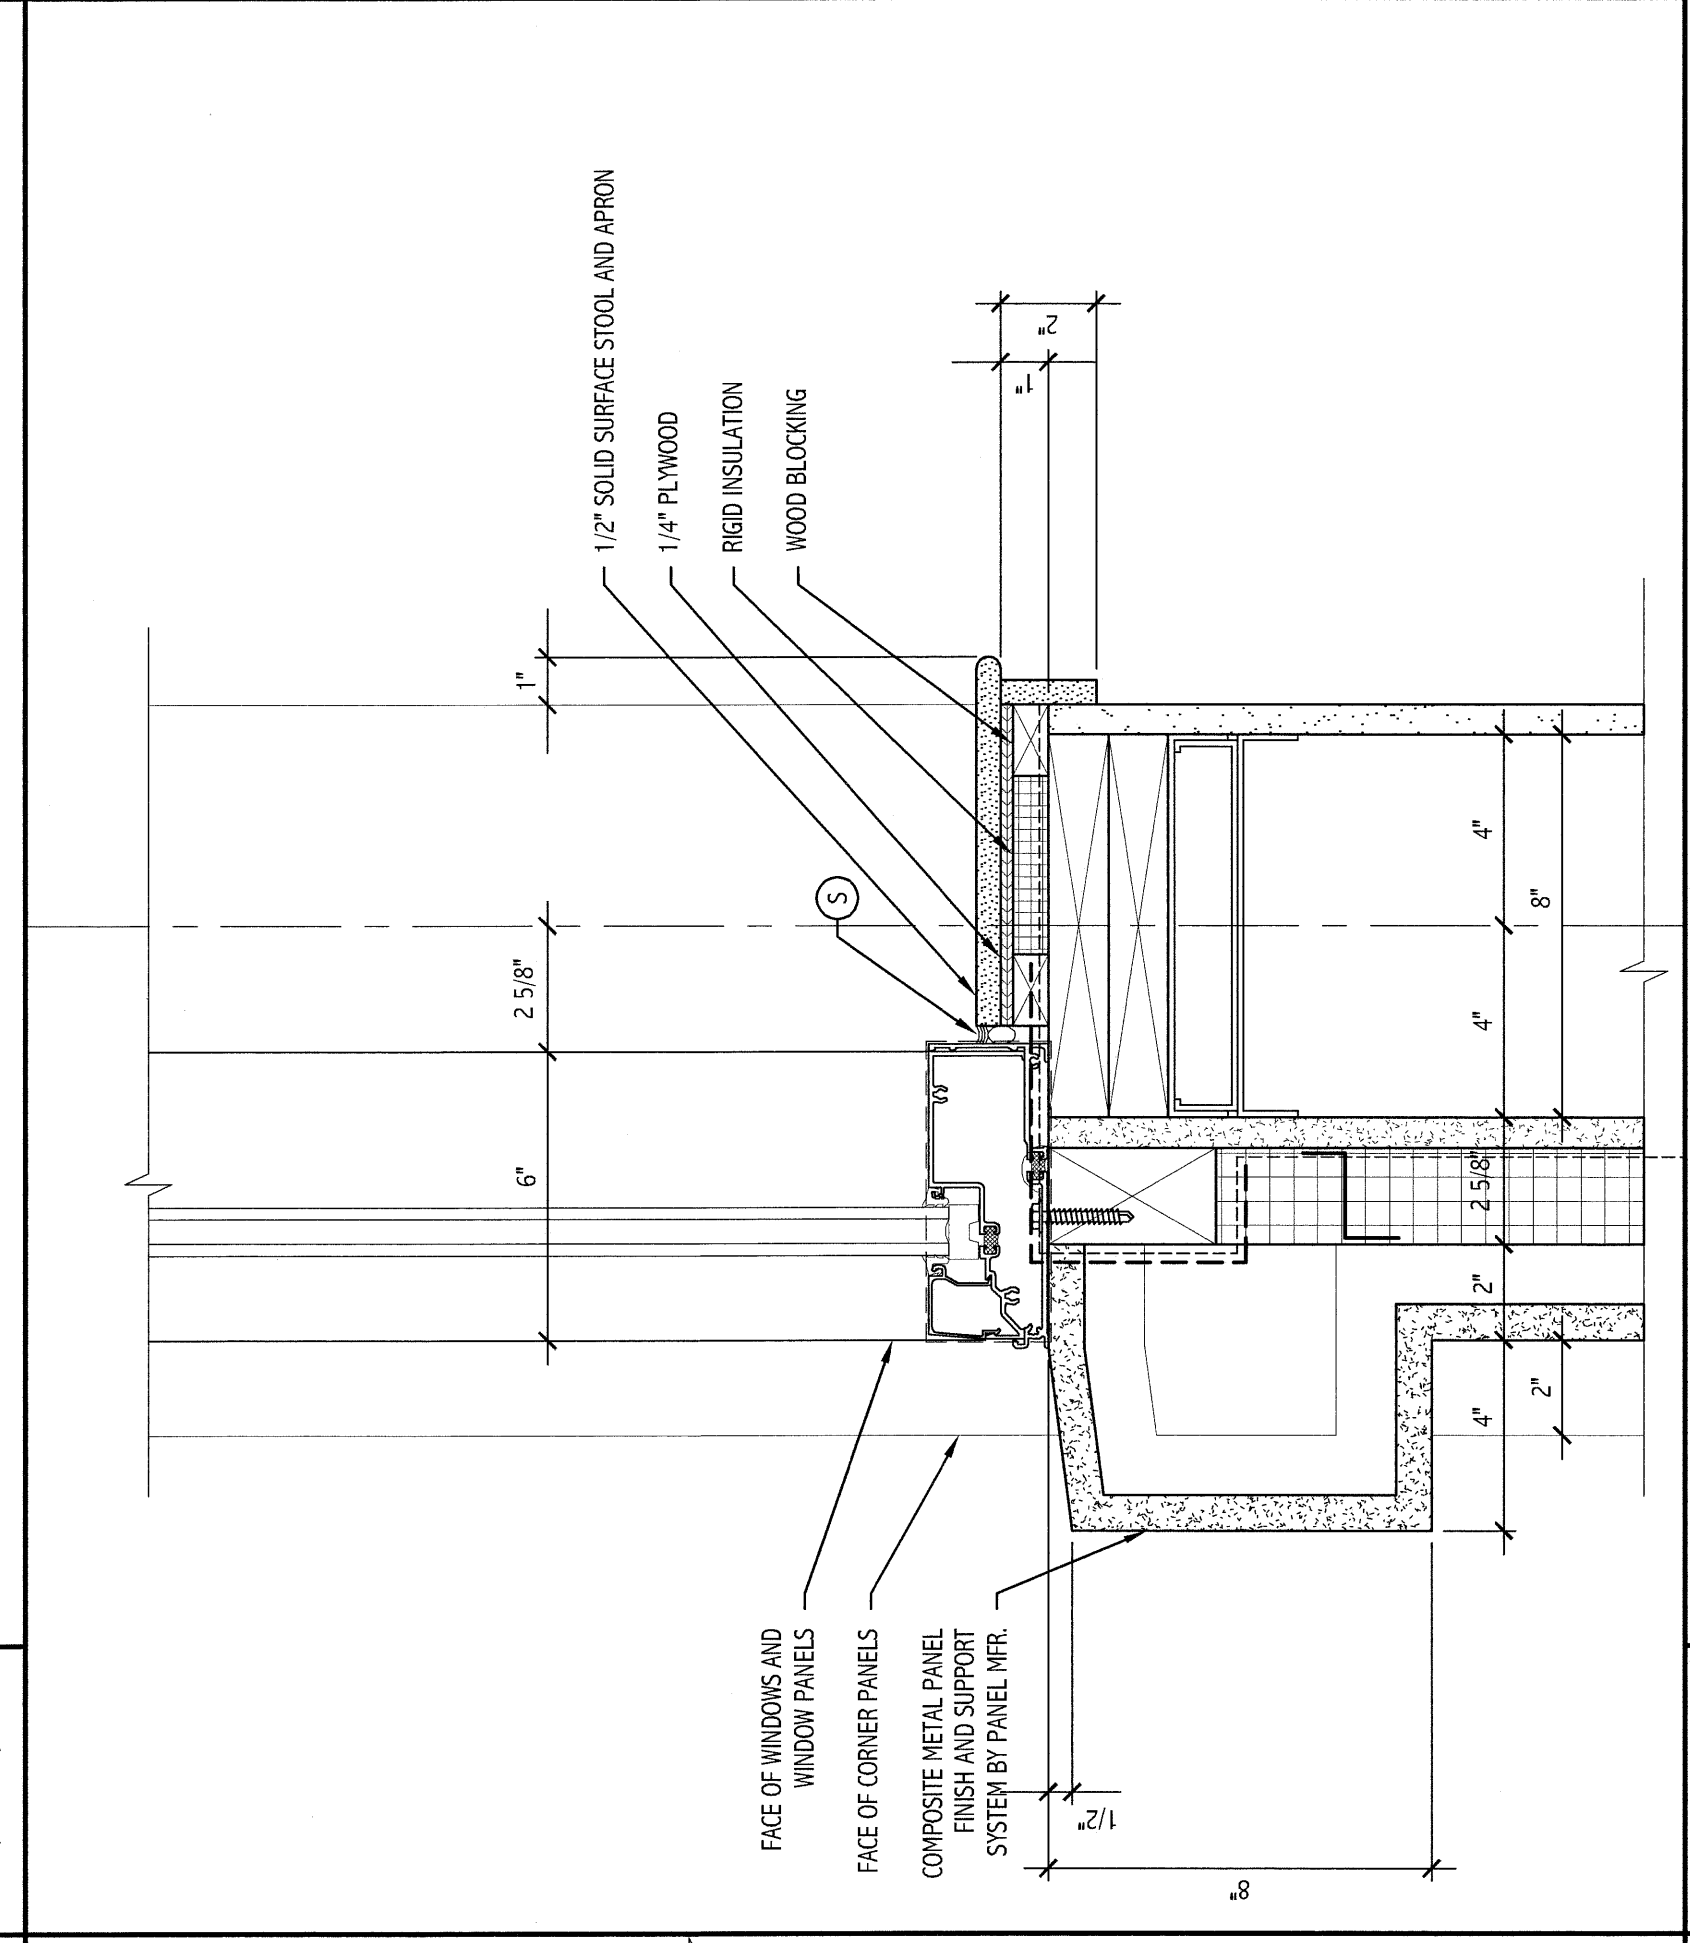 1/2" SOLID SURFACE STOOL AND APRON
1/4" PLYWOOD
RIGID INSULATION
WOOD BLOCKING
S
1"
2 5/8"
6"
2"
1"
4"
8"
4"
2 5/8"
2"
2"
4"
FACE OF WINDOWS AND
WINDOW PANELS
FACE OF CORNER PANELS
COMPOSITE METAL PANEL
FINISH AND SUPPORT
SYSTEM BY PANEL MFR.
1/2"
8"